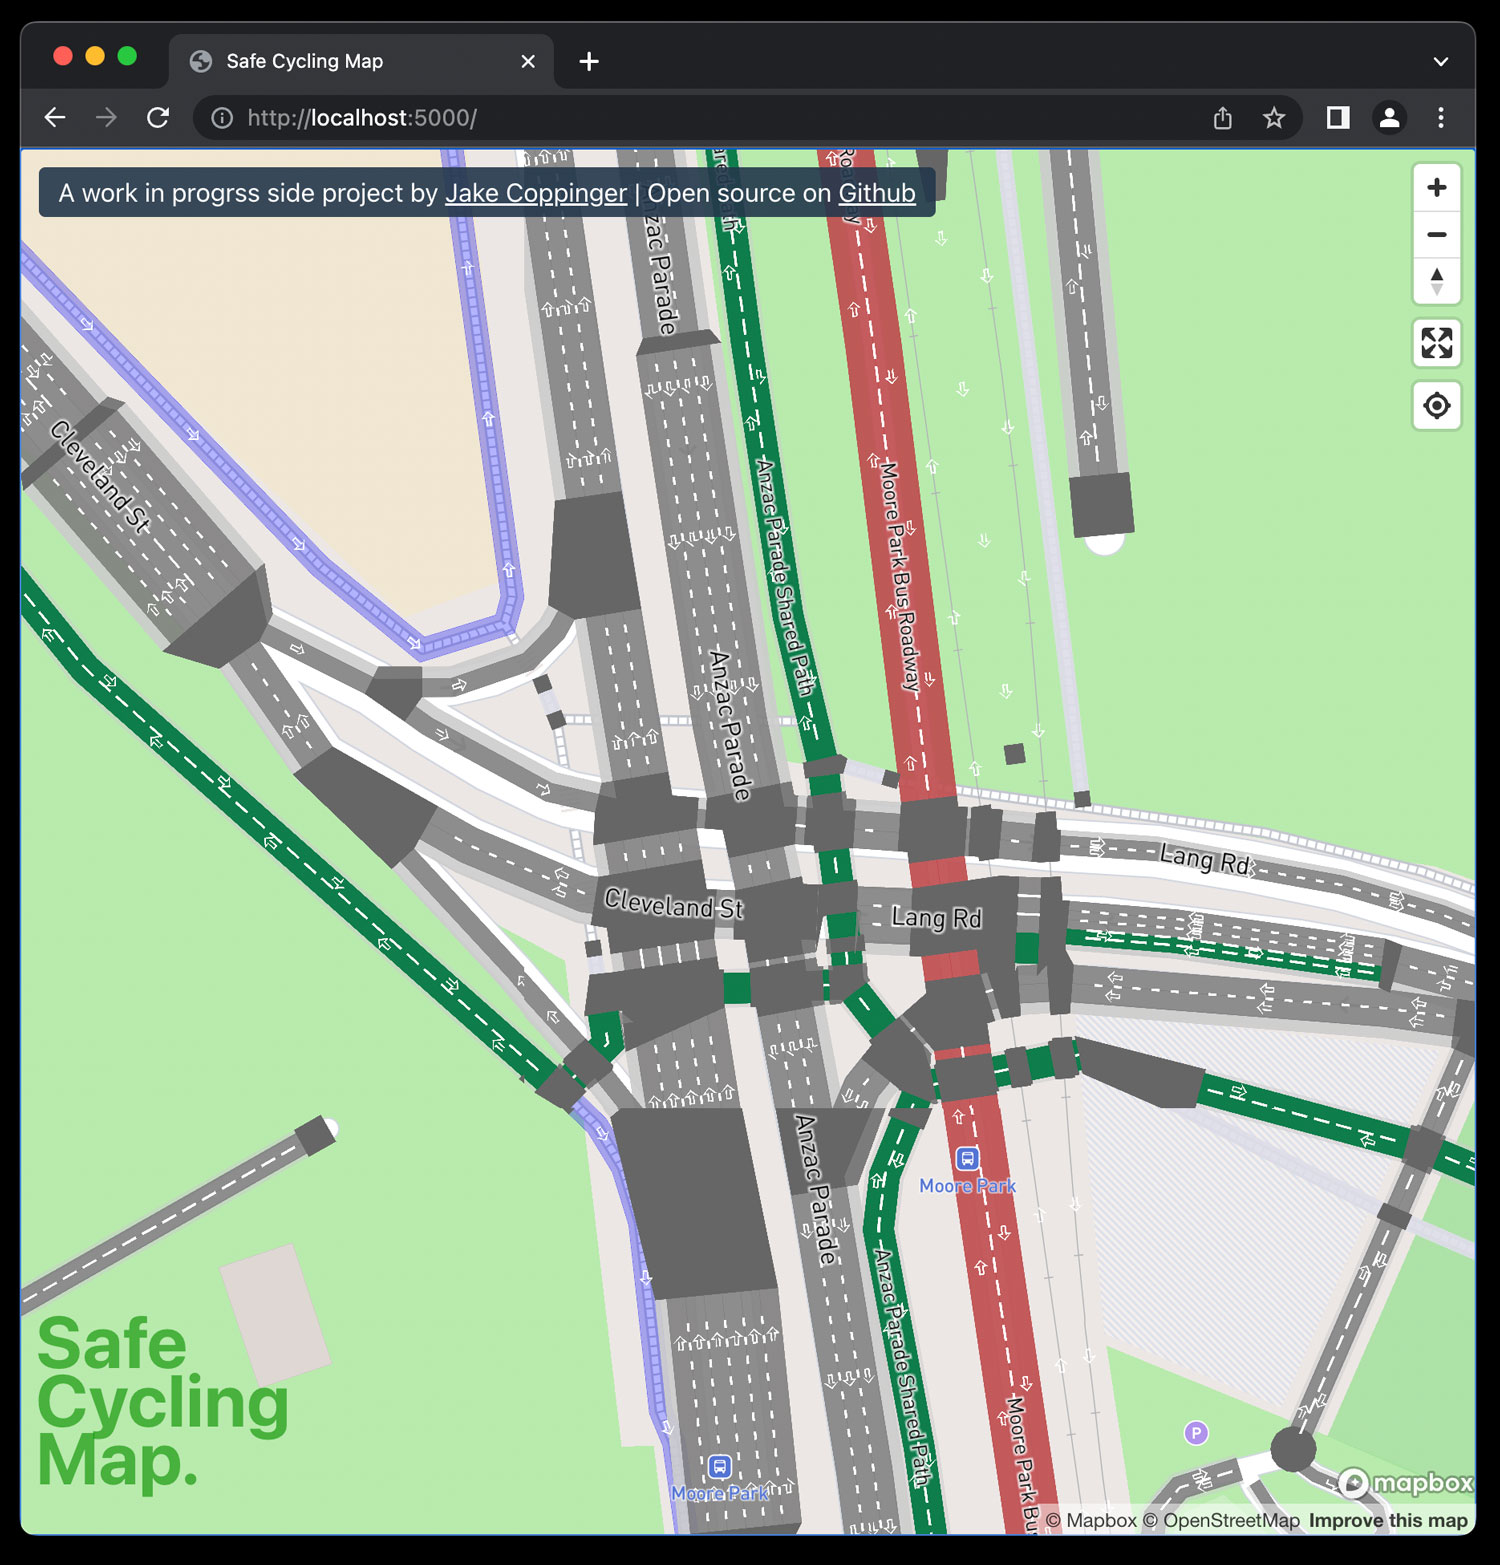 Safe Cycling Map
http://localhost:5000/
A work in progrss side project by Jake Coppinger | Open source on Github
Anzac Parade
Cleveland St
Anzac Parade Shared Path
Moore Park Bus Roadway
Anzac Parade
Lang Rd
Cleveland St
Lang Rd
Anzac Parade
Moore Park
Anzac Parade Shared Path
Moore Park Bus
Moore Park
P
Safe
Cycling
Map.
mapbox
© Mapbox © OpenStreetMap Improve this map